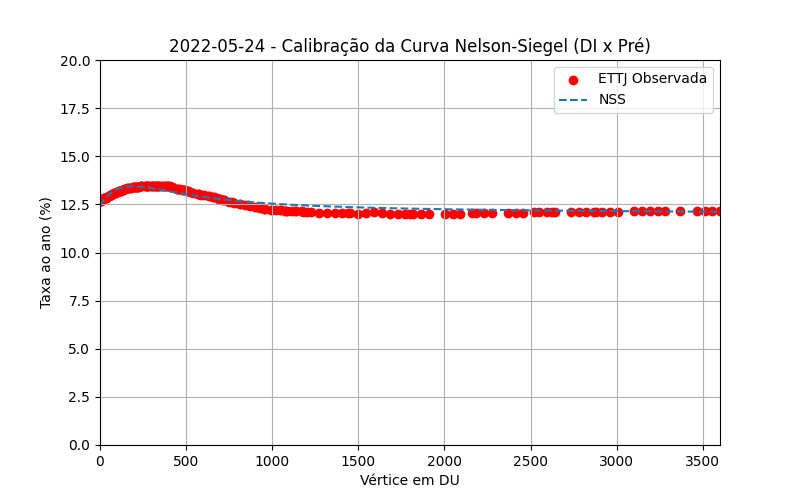 2022-05-24 - Calibração da Curva Nelson-Siegel (DI x Pré)
20.0
17.5
15.0
12.5
10.0
7.5
5.0
2.5
0.0
Taxa ao ano (%)
ETTJ Observada
NSS
0 500 1000 1500 2000 2500 3000 3500
Vértice em DU